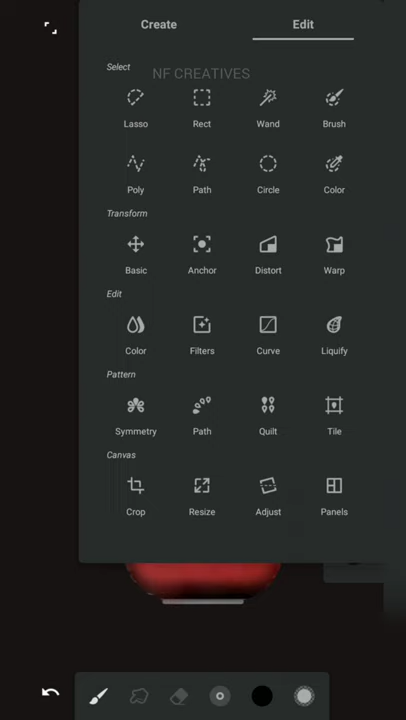 Create Edit
Select
NF CREATIVES
Lasso Rect Wand Brush
Poly Path Circle Color
Transform
Basic Anchor Distort Warp
Edit
Color Filters Curve Liquify
Pattern
Symmetry Path Quilt Tile
Canvas
Crop Resize Adjust Panels